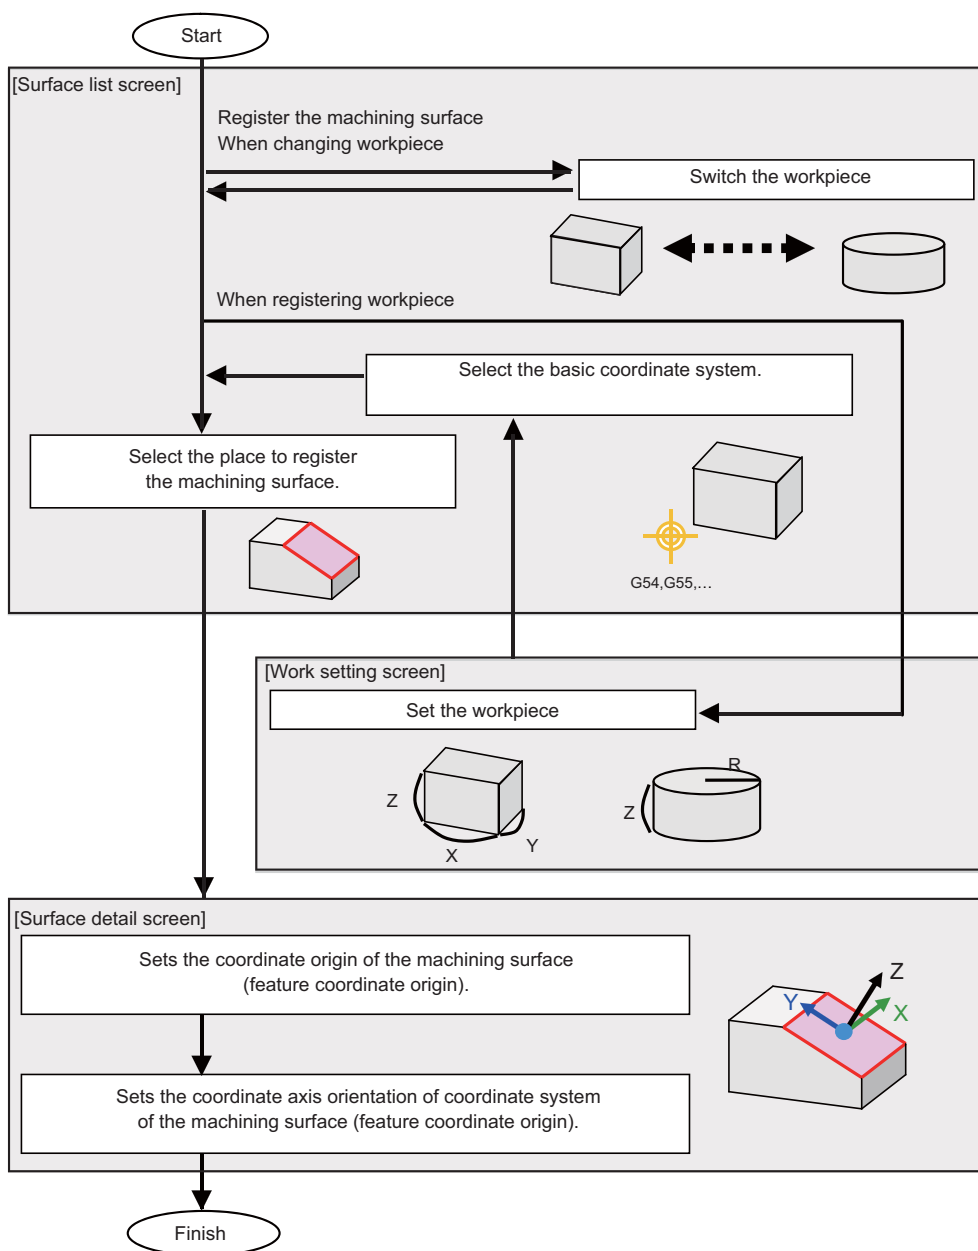 Start
[Surface list screen]
Register the machining surface
When changing workpiece
Switch the workpiece
When registering workpiece
Select the basic coordinate system.
Select the place to register
the machining surface.
G54,G55,…
[Work setting screen]
Set the workpiece
Z
X
Y
R
Z
[Surface detail screen]
Sets the coordinate origin of the machining surface
(feature coordinate origin).
Z
Y
X
Sets the coordinate axis orientation of coordinate system
of the machining surface (feature coordinate origin).
Finish